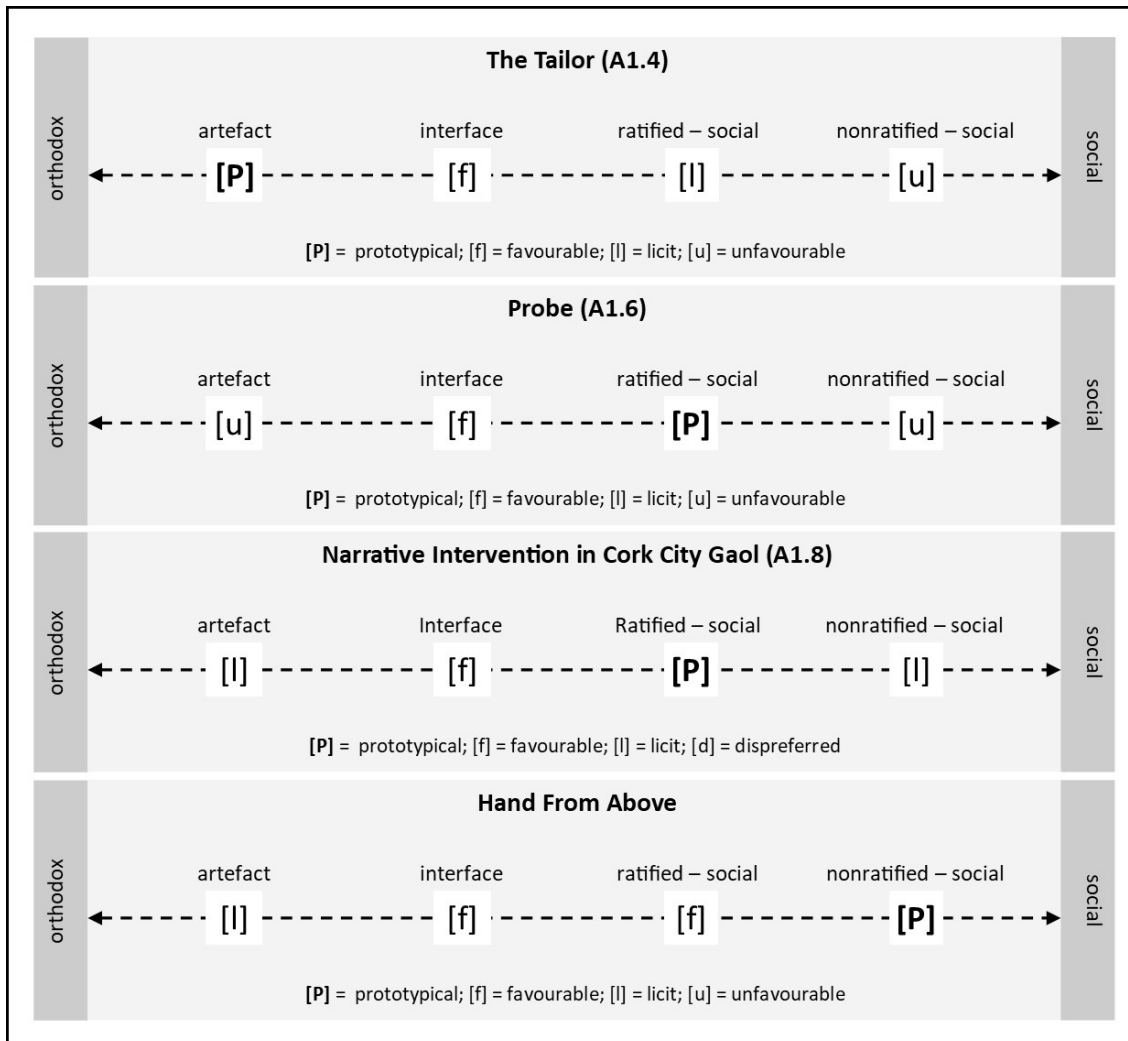 The Tailor (A1.4)
orthodox
artefact interface ratified – social nonratified – social
social
[P] [f] [l] [u]
[P] = prototypical; [f] = favourable; [l] = licit; [u] = unfavourable
Probe (A1.6)
orthodox
artefact interface ratified – social nonratified – social
social
[u] [f] [P] [u]
[P] = prototypical; [f] = favourable; [l] = licit; [u] = unfavourable
Narrative Intervention in Cork City Gaol (A1.8)
orthodox
artefact Interface Ratified – social nonratified – social
social
[l] [f] [P] [l]
[P] = prototypical; [f] = favourable; [l] = licit; [d] = dispreferred
Hand From Above
orthodox
artefact interface ratified – social nonratified – social
social
[l] [f] [f] [P]
[P] = prototypical; [f] = favourable; [l] = licit; [u] = unfavourable